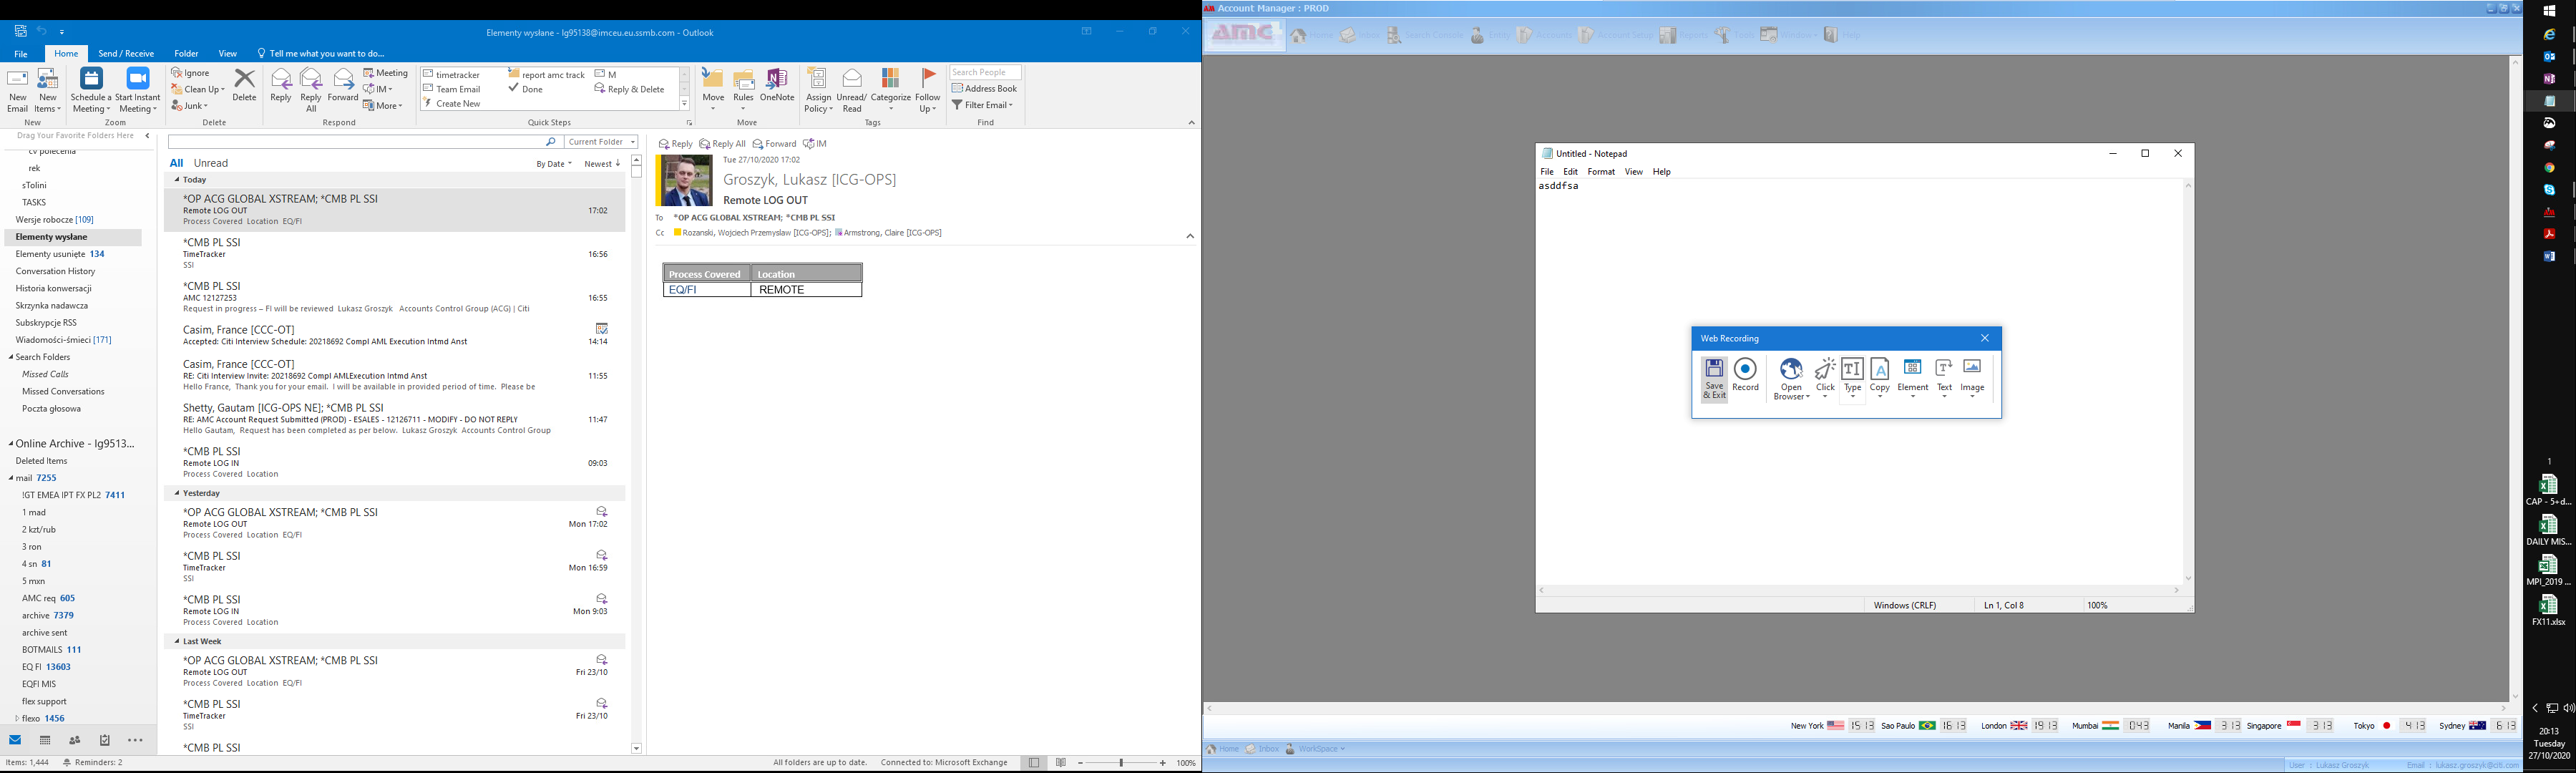 Elementy wysłane - lg95138@imceu.eu.ssmb.com - Outlook
File Home Send / Receive Folder View Tell me what you want to do...
New Email
New Items
New
Schedule a Meeting
Start Instant Meeting
Zoom
Ignore
Clean Up
Junk
Delete
Delete
Reply
Reply All
Forward
Meeting
IM
More
Respond
timetracker
Team Email
Create New
report amc track
Done
M
Reply & Delete
Quick Steps
Move
Rules
OneNote
Move
Assign Policy
Unread/ Read
Categorize
Follow Up
Tags
Search People
Address Book
Filter Email
Find
Drag Your Favorite Folders Here
cv polecenia
rek
sTolini
TASKS
Wersje robocze [109]
Elementy wysłane
Elementy usunięte 134
Conversation History
Historia konwersacji
Skrzynka nadawcza
Subskrypcje RSS
Wiadomości-śmieci [171]
Search Folders
Missed Calls
Missed Conversations
Poczta głosowa
Online Archive - lg9513...
Deleted Items
mail 7255
!GT EMEA IPT FX PL2 7411
1 mad
2 kzt/rub
3 ron
4 sn 81
5 mxn
AMC req 605
archive 7379
archive sent
BOTMAILS 111
EQ FI 13603
EQFI MIS
flex support
flexo 1456
Items: 1,444 Reminders: 2
Current Folder
All Unread By Date Newest
Today
*OP ACG GLOBAL XSTREAM; *CMB PL SSI
Remote LOG OUT 17:02
Process Covered Location EQ/FI
*CMB PL SSI
TimeTracker 16:56
SSI
*CMB PL SSI
AMC 12127253 16:55
Request in progress – FI will be reviewed Lukasz Groszyk Accounts Control Group (ACG) | Citi
Casim, France [CCC-OT]
Accepted: Citi Interview Schedule: 20218692 Compl AML Execution Intmd Anst 14:14
Casim, France [CCC-OT]
RE: Citi Interview Invite: 20218692 Compl AMLExecution Intmd Anst 11:55
Hello France, Thank you for your email. I will be available in provided period of time. Please be
Shetty, Gautam [ICG-OPS NE]; *CMB PL SSI
RE: AMC Account Request Submitted (PROD) - ESALES - 12126711 - MODIFY - DO NOT REPLY 11:47
Hello Gautam, Request has been completed as per below. Lukasz Groszyk Accounts Control Group
*CMB PL SSI
Remote LOG IN 09:03
Process Covered Location
Yesterday
*OP ACG GLOBAL XSTREAM; *CMB PL SSI
Remote LOG OUT Mon 17:02
Process Covered Location EQ/FI
*CMB PL SSI
TimeTracker Mon 16:59
SSI
*CMB PL SSI
Remote LOG IN Mon 9:03
Process Covered Location
Last Week
*OP ACG GLOBAL XSTREAM; *CMB PL SSI
Remote LOG OUT Fri 23/10
Process Covered Location EQ/FI
*CMB PL SSI
TimeTracker Fri 23/10
SSI
*CMB PL SSI
Reply Reply All Forward IM
Tue 27/10/2020 17:02
Groszyk, Lukasz [ICG-OPS]
Remote LOG OUT
To *OP ACG GLOBAL XSTREAM; *CMB PL SSI
Cc Rozanski, Wojciech Przemyslaw [ICG-OPS]; Armstrong, Claire [ICG-OPS]
Process Covered Location
EQ/FI REMOTE
All folders are up to date. Connected to: Microsoft Exchange 100%
Account Manager : PROD
AMC Home Inbox Search Console Entity Accounts Account Setup Reports Tools Window Help
Untitled - Notepad
File Edit Format View Help
asddfsa
Windows (CRLF) Ln 1, Col 8 100%
Web Recording
Save & Exit
Record
Open Browser
Click
Type
Copy
Element
Text
Image
New York 15 13 Sao Paulo 16 13 London 19 13 Mumbai 0 43 Manila 3 13 Singapore 3 13 Tokyo 4 13 Sydney 6 13
Home Inbox WorkSpace
User : Lukasz Groszyk Email : lukasz.groszyk@citi.com
1
CAP - 5+d...
DAILY MIS...
MPI_2019 ...
FX11.xlsx
20:13
Tuesday
27/10/2020